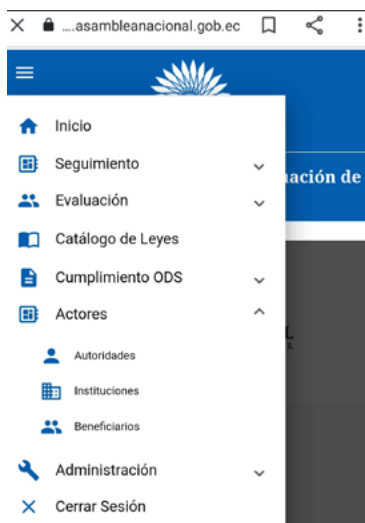 ....asambleanacional.gob.ec
Inicio
Seguimiento
uación de
Evaluación
Catálogo de Leyes
Cumplimiento ODS
Actores
L
R
Autoridades
Instituciones
Beneficiarios
Administración
Cerrar Sesión